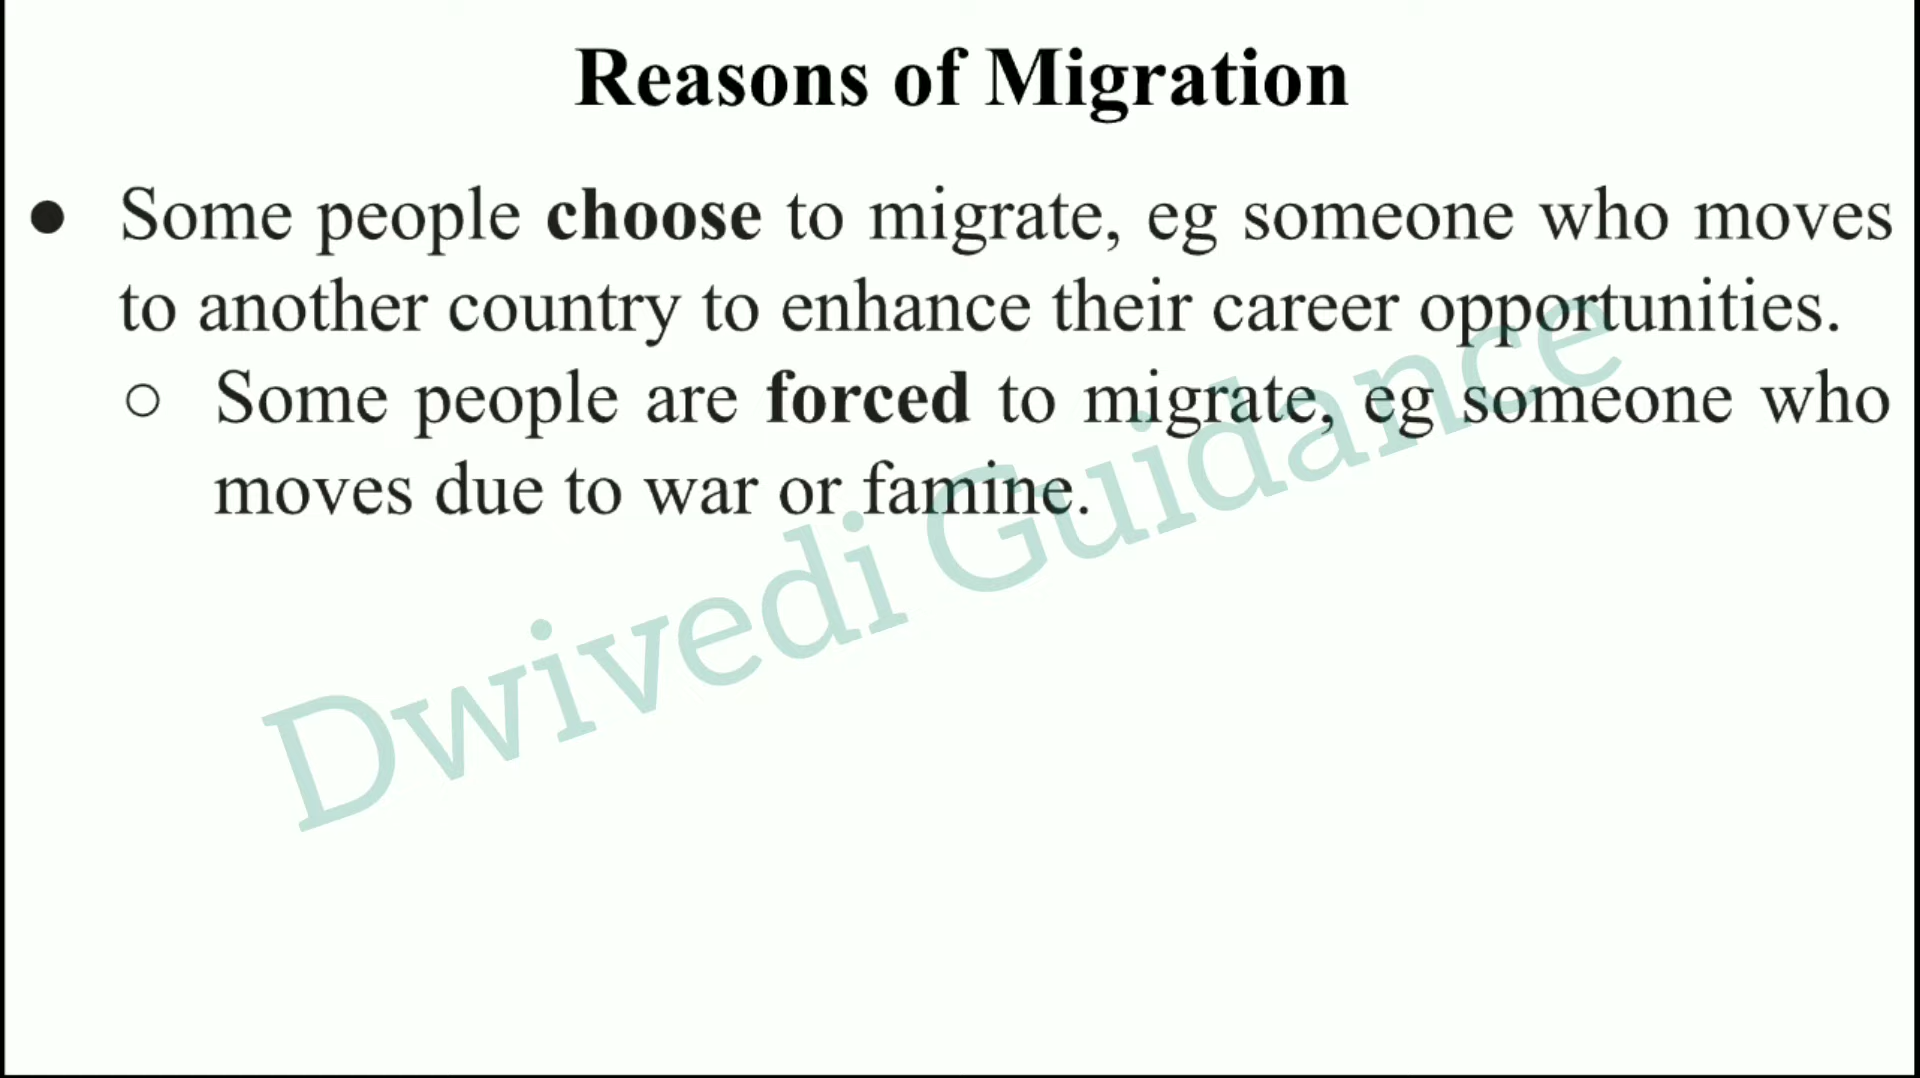 Reasons of Migration
● Some people choose to migrate, eg someone who moves
to another country to enhance their career opportunities.
○ Some people are forced to migrate, eg someone who
moves due to war or famine.
Dwivedi Guidance